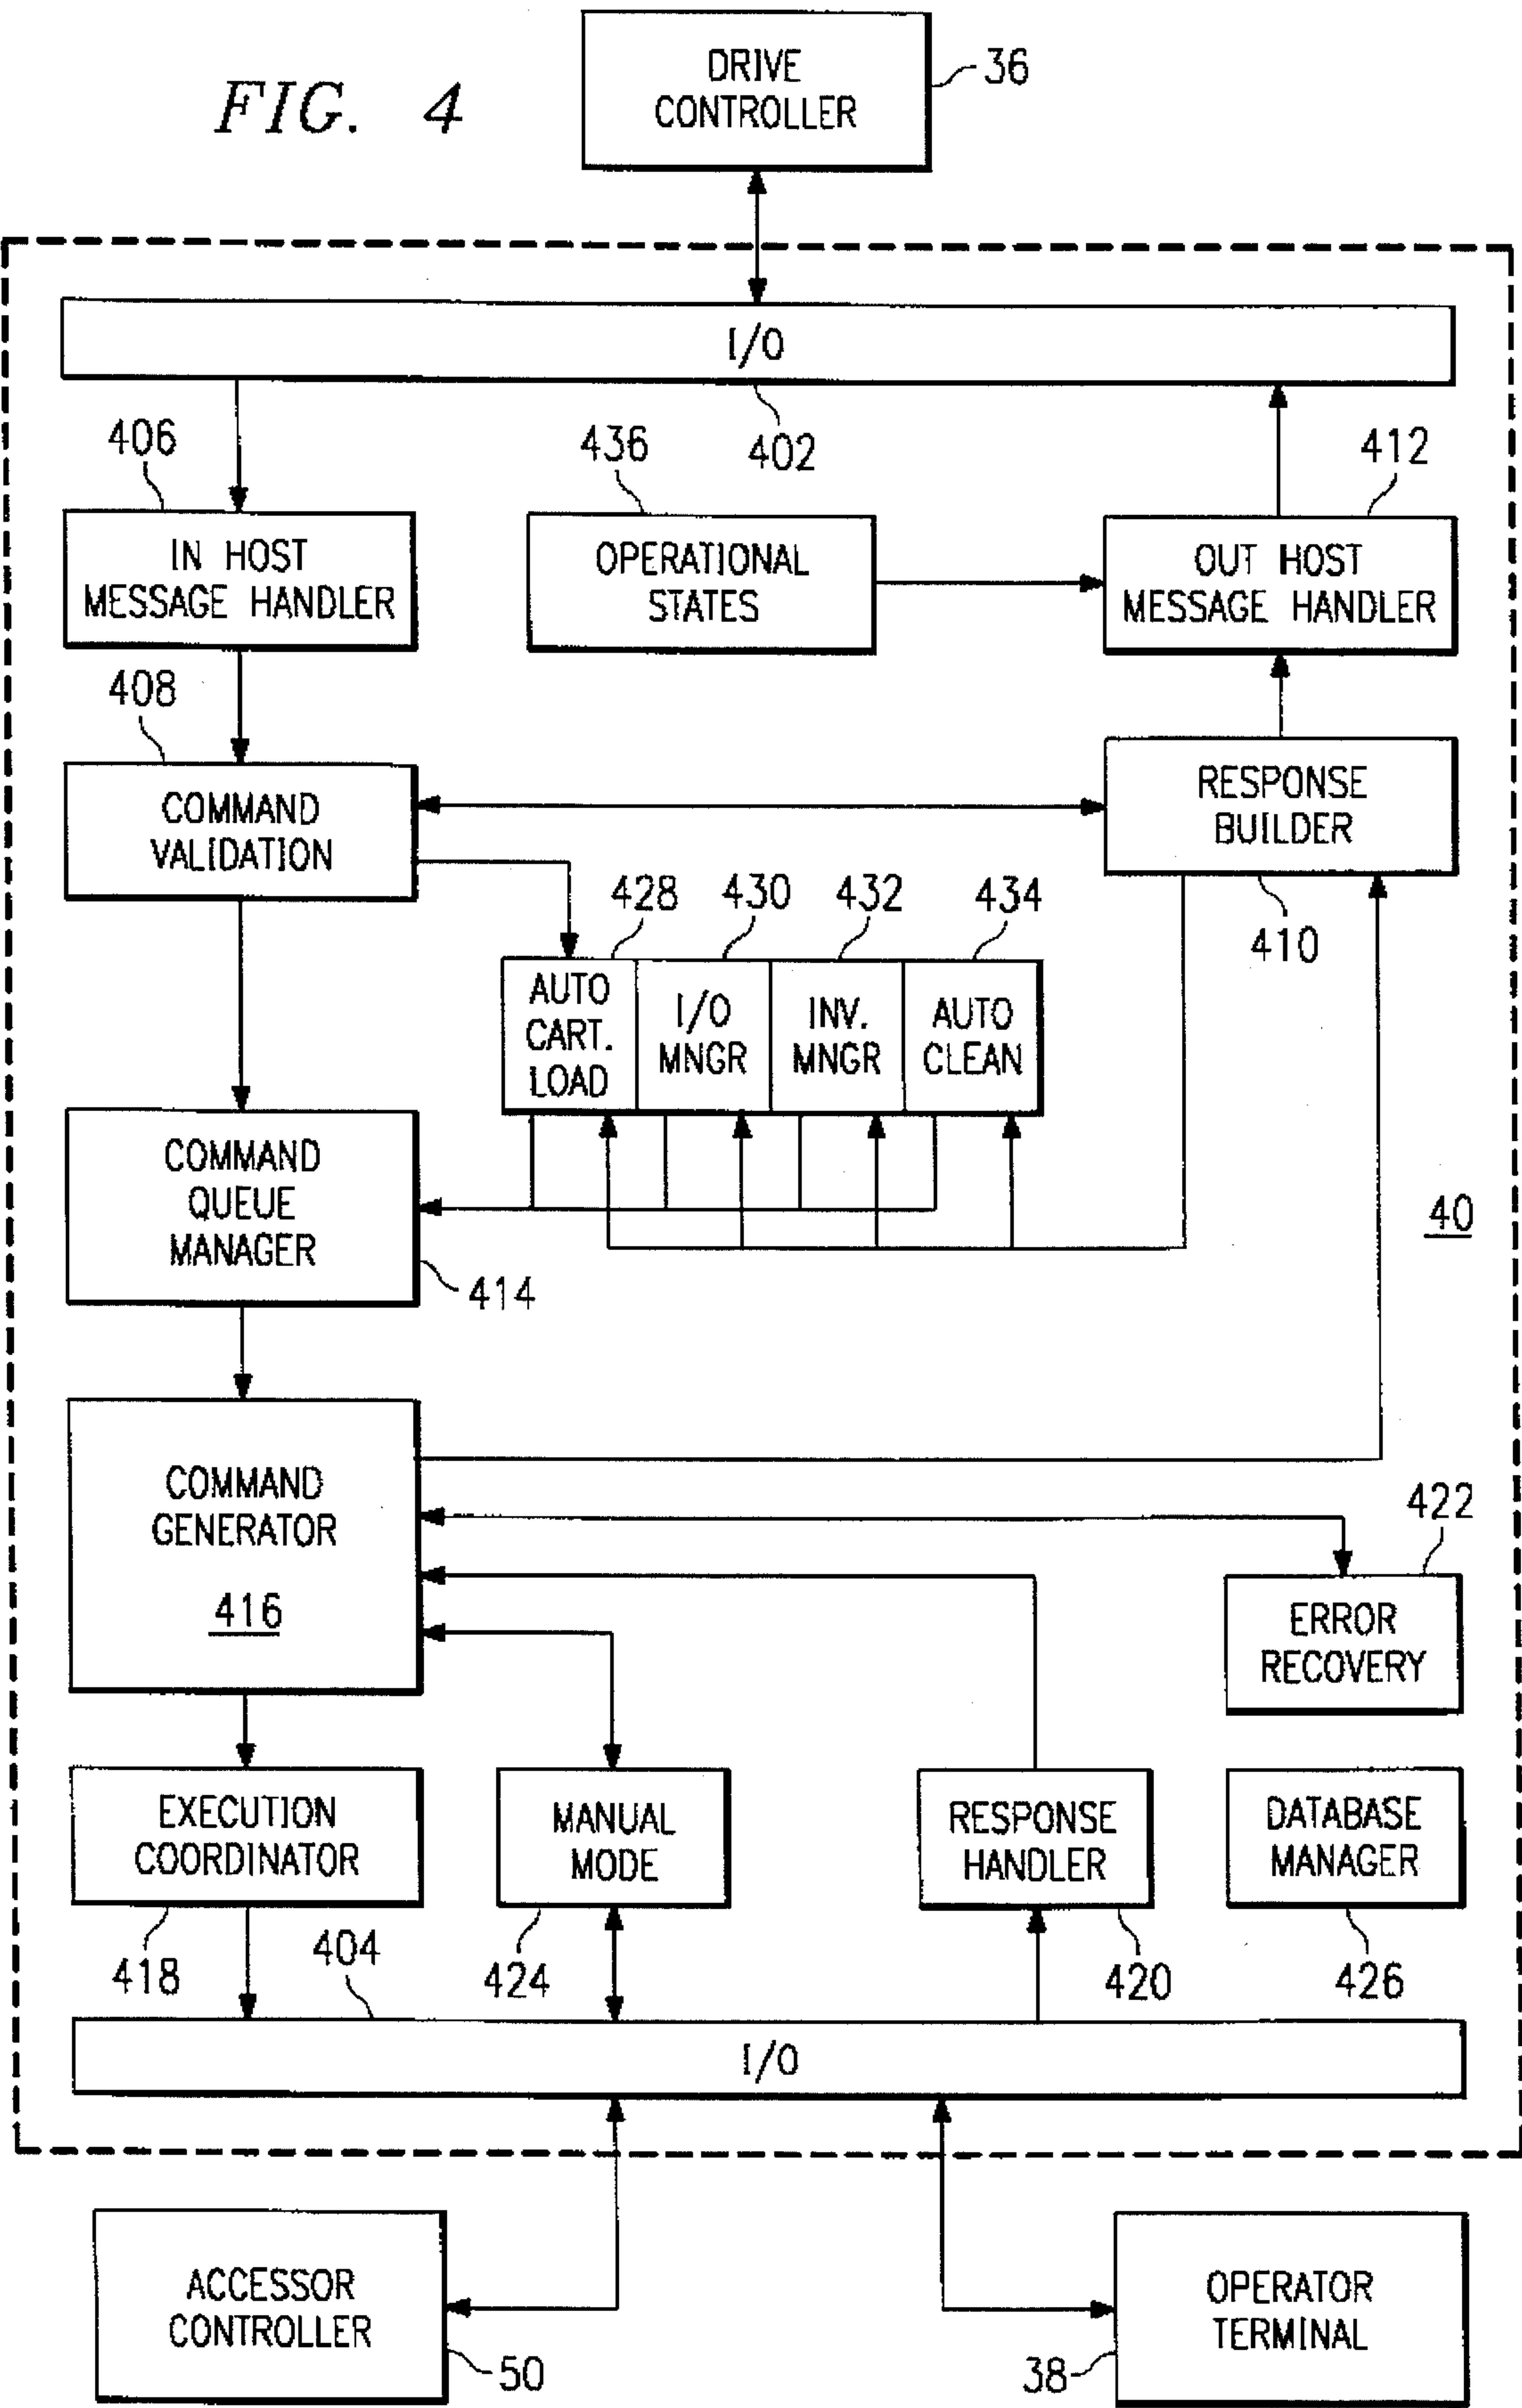 FIG. 4
DRIVE
CONTROLLER
36
I/O
402
406
436
412
IN HOST
MESSAGE HANDLER
OPERATIONAL
STATES
OUT HOST
MESSAGE HANDLER
408
COMMAND
VALIDATION
RESPONSE
BUILDER
410
428
430
432
434
AUTO
CART.
LOAD
I/O
MNGR
INV.
MNGR
AUTO
CLEAN
COMMAND
QUEUE
MANAGER
414
40
COMMAND
GENERATOR
416
422
ERROR
RECOVERY
EXECUTION
COORDINATOR
418
MANUAL
MODE
424
RESPONSE
HANDLER
420
DATABASE
MANAGER
426
404
I/O
ACCESSOR
CONTROLLER
50
OPERATOR
TERMINAL
38